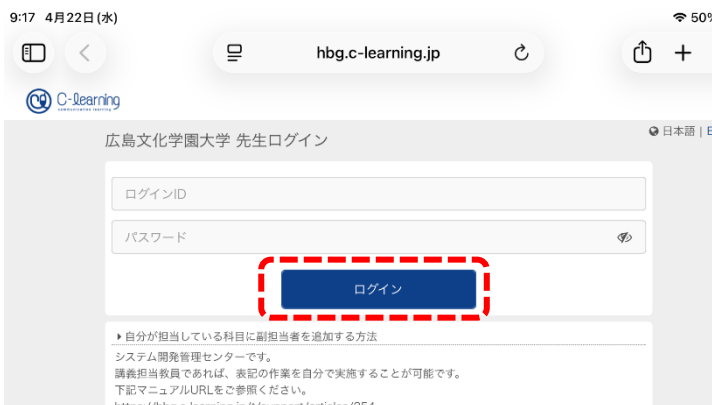 9:17 4月22日(水)
50%
hbg.c-learning.jp
C-Learning
広島文化学園大学 先生ログイン
日本語 |
ログインID
パスワード
ログイン
自分が担当している科目に副担当者を追加する方法
システム開発管理センターです。
講義担当教員であれば、表記の作業を自分で実施することが可能です。
下記マニュアルURLをご参照ください。